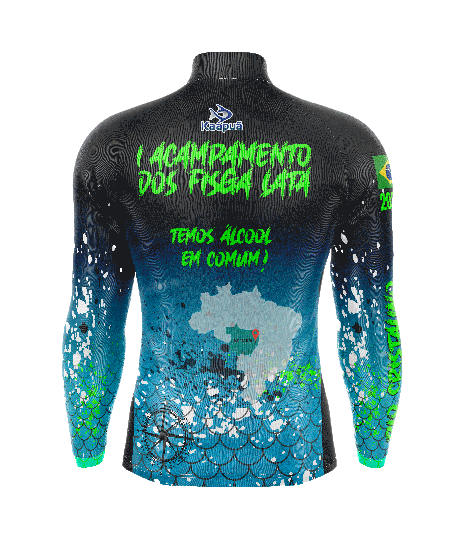 Kaapuã
I ACAMPAMENTO
DOS FISGA LATA
TEMOS ÁLCOOL
EM COMUM!